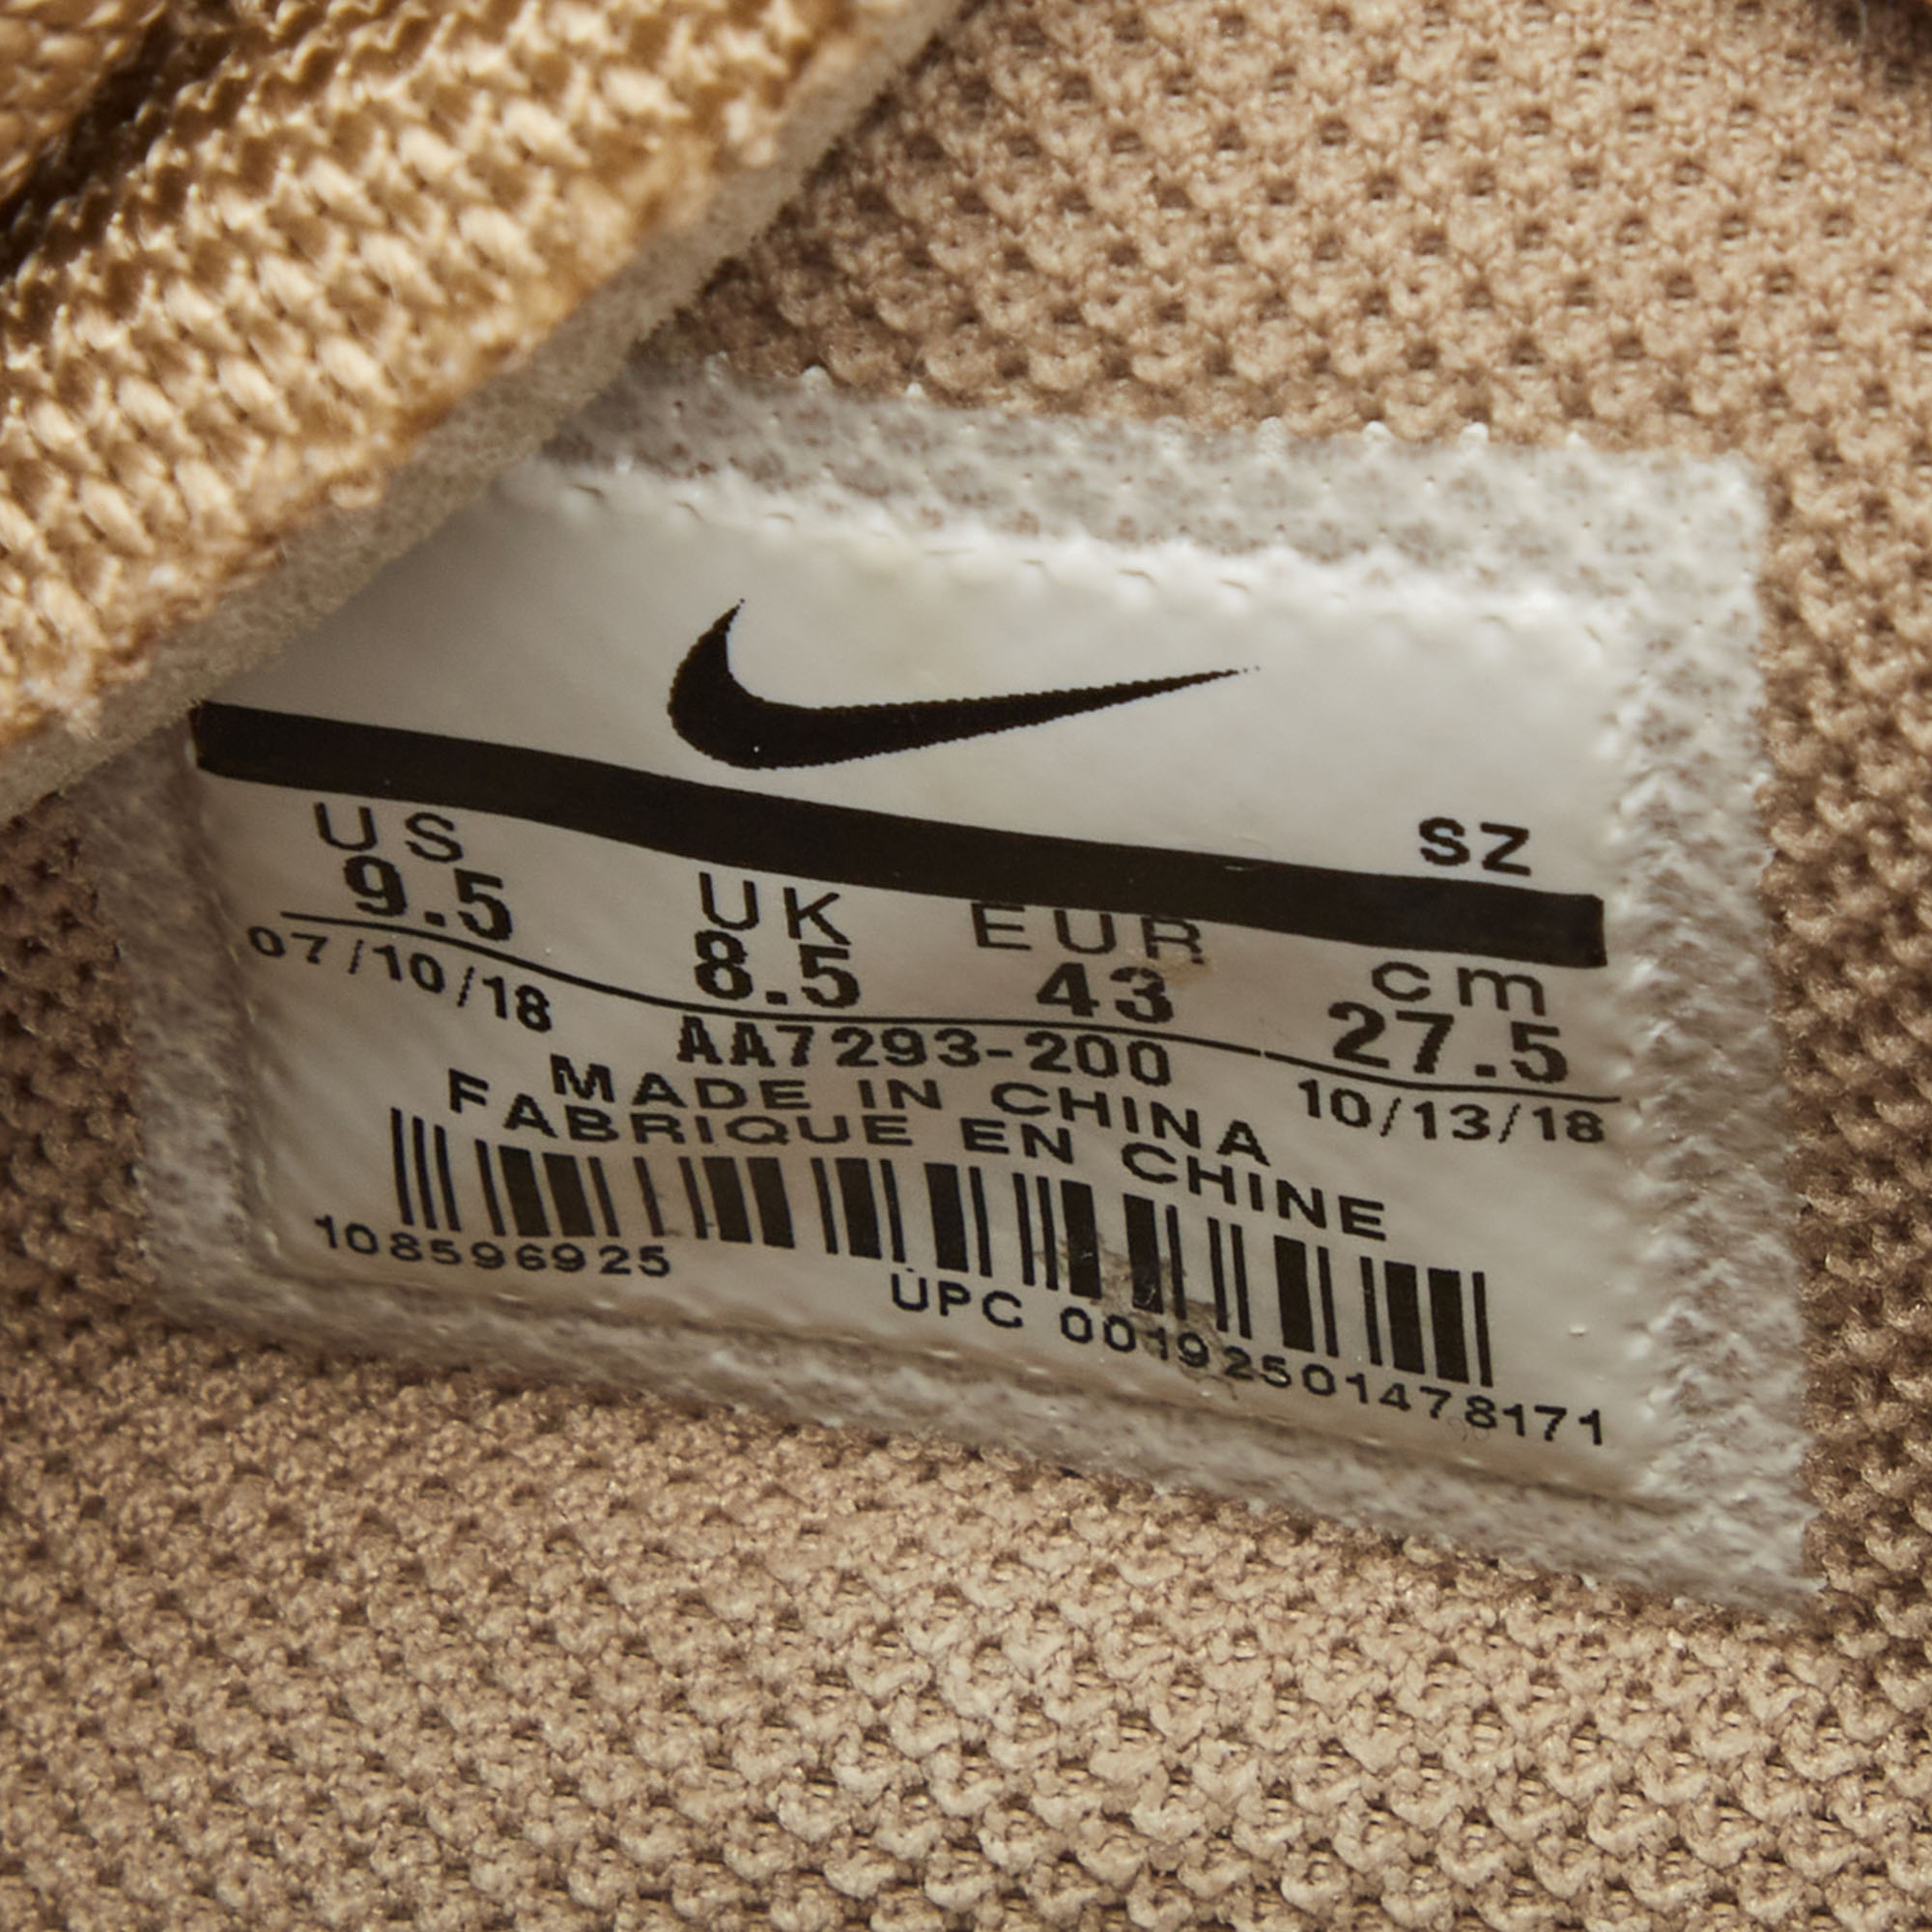 SZ
US UK EUR cm
9.5 8.5 43 27.5
07/10/18 AA7293-200 10/13/18
MADE IN CHINA
FABRIQUE EN CHINE
108596925 UPC 00192501478171